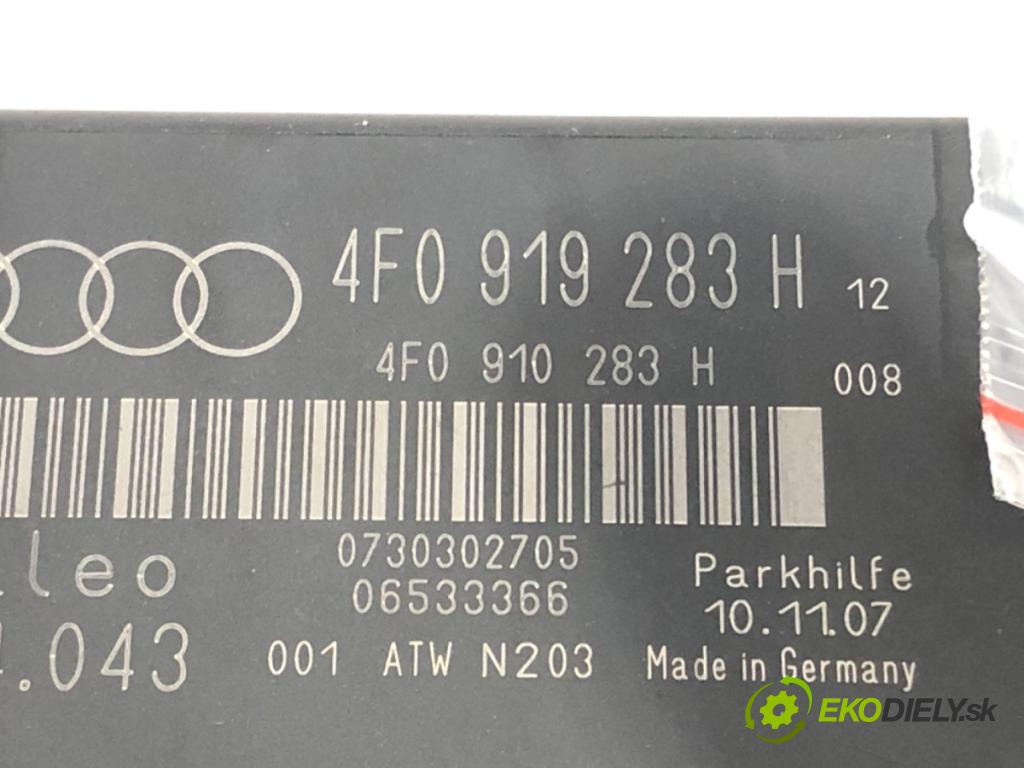 4F0 919 283 H 12
4F0 910 283 H 008
0730302705
06533366
Parkhilfe
10.11.07
.043
001 ATW N203 Made in Germany
EKODIELY.sk